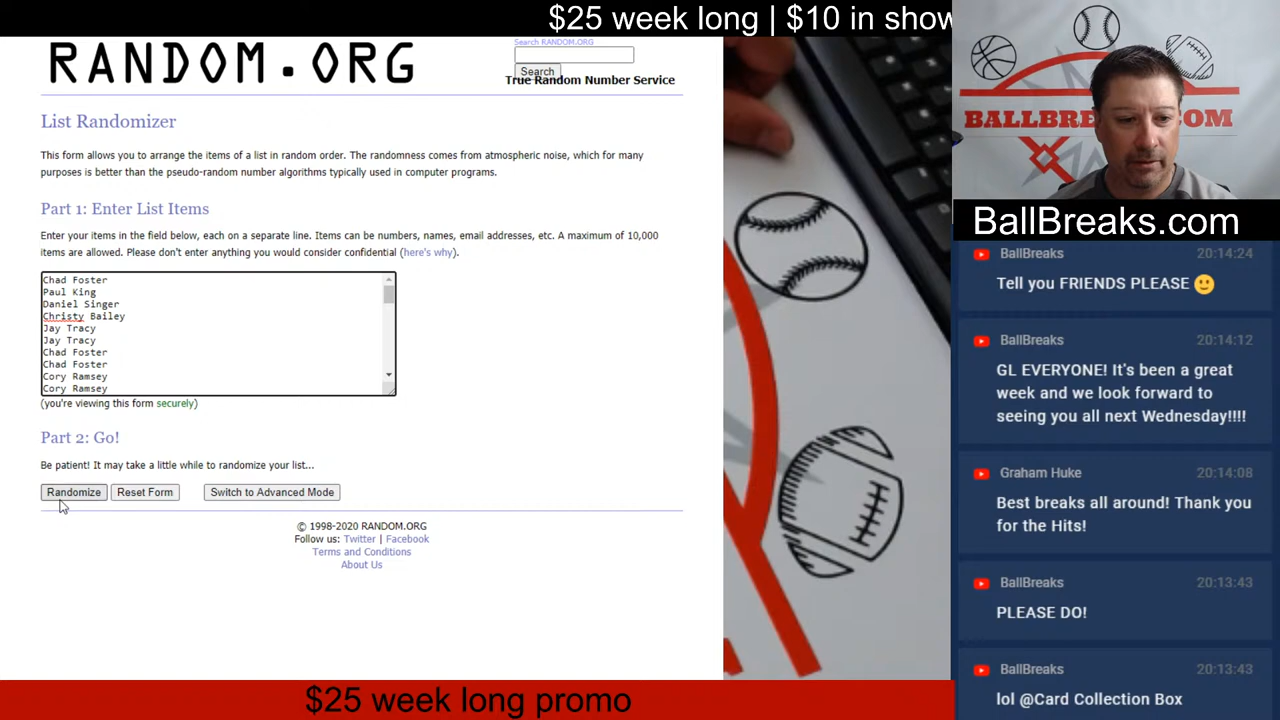 $25 week long | $10 in show
RANDOM.ORG
Search RANDOM.ORG
Search
True Random Number Service
List Randomizer
This form allows you to arrange the items of a list in random order. The randomness comes from atmospheric noise, which for many
purposes is better than the pseudo-random number algorithms typically used in computer programs.
Part 1: Enter List Items
Enter your items in the field below, each on a separate line. Items can be numbers, names, email addresses, etc. A maximum of 10,000
items are allowed. Please don't enter anything you would consider confidential (here's why).
Chad Foster
Paul King
Daniel Singer
Christy Bailey
Jay Tracy
Jay Tracy
Chad Foster
Chad Foster
Cory Ramsey
Cory Ramsey
(you're viewing this form securely)
Part 2: Go!
Be patient! It may take a little while to randomize your list...
Randomize
Reset Form
Switch to Advanced Mode
© 1998-2020 RANDOM.ORG
Follow us: Twitter | Facebook
Terms and Conditions
About Us
$25 week long promo
BallBreaks.com
BallBreaks 20:14:24
Tell you FRIENDS PLEASE 🙂
BallBreaks 20:14:12
GL EVERYONE! It's been a great
week and we look forward to
seeing you all next Wednesday!!!!
Graham Huke 20:14:08
Best breaks all around! Thank you
for the Hits!
BallBreaks 20:13:43
PLEASE DO!
BallBreaks 20:13:43
lol @Card Collection Box